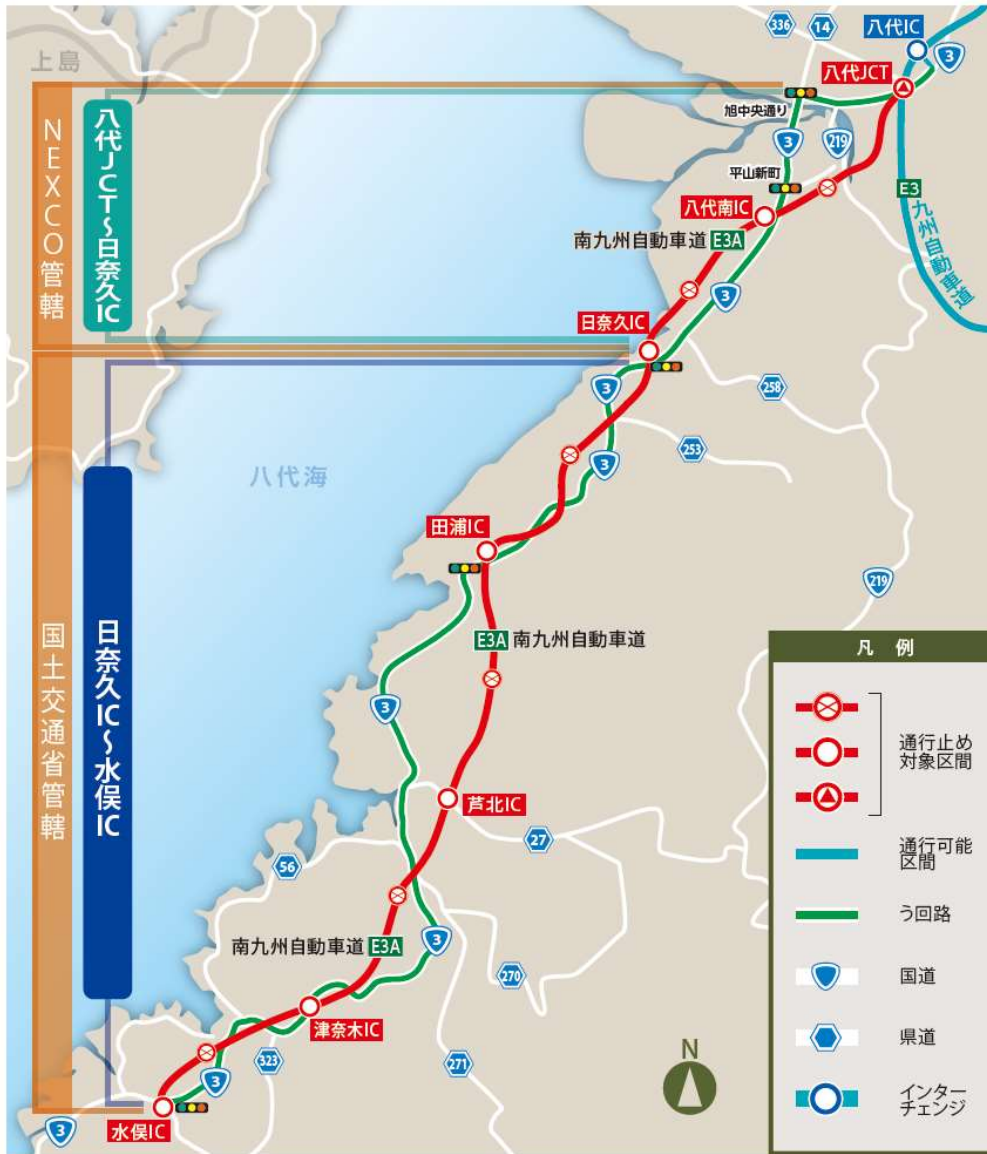 上島
336
14
八代IC
3
八代JCT
旭中央通り
3
219
平山新町
E3
九州自動車道
八代南IC
南九州自動車道 E3A
NEXCO管轄
八代JCT～日奈久IC
3
日奈久IC
258
3
253
3
八代海
田浦IC
219
E3A 南九州自動車道
国土交通省管轄
日奈久IC～水俣IC
3
芦北IC
27
56
南九州自動車道 E3A
3
270
津奈木IC
323
271
3
水俣IC
3
N
凡 例
通行止め
対象区間
通行可能
区間
う回路
国道
県道
インター
チェンジ